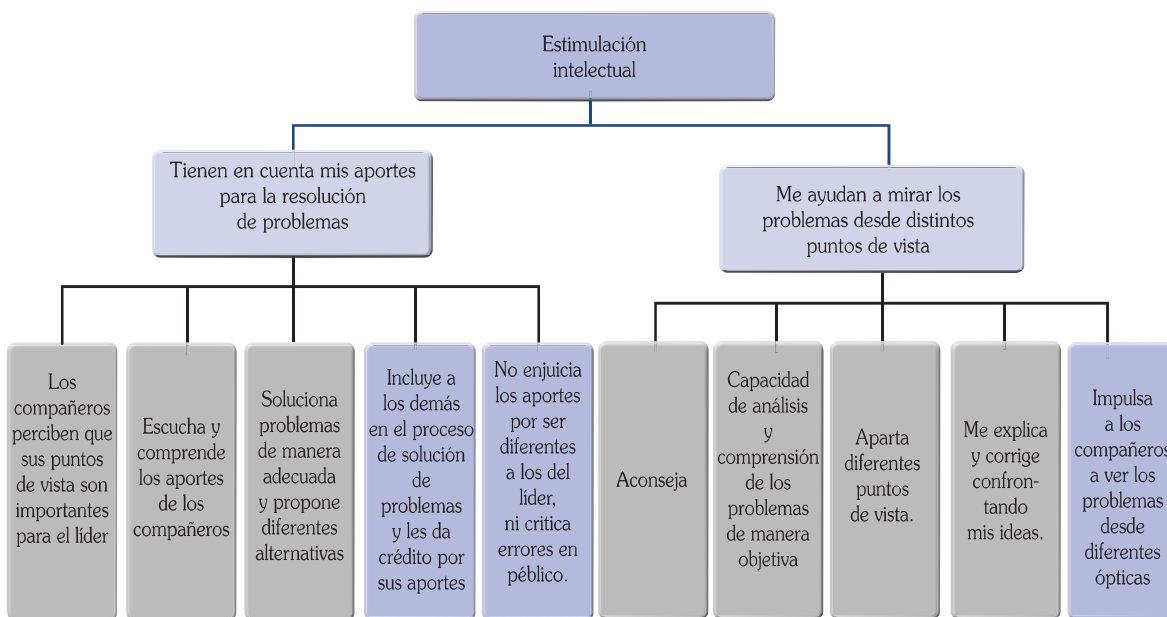 Estimulación
intelectual
Tienen en cuenta mis aportes
para la resolución
de problemas
Me ayudan a mirar los
problemas desde distintos
puntos de vista
Los
compañeros
perciben que
sus puntos
de vista son
importantes
para el líder
Escucha y
comprende
los aportes
de los
compañeros
Soluciona
problemas
de manera
adecuada
y propone
diferentes
alternativas
Incluye a
los demás
en el proceso
de solución
de
problemas
y les da
crédito por
sus aportes
No enjuicia
los aportes
por ser
diferentes
a los del
líder,
ni critica
errores en
péblico.
Aconseja
Capacidad
de análisis
y
comprensión
de los
problemas
de manera
objetiva
Aparta
diferentes
puntos
de vista.
Me explica
y corrige
confron-
tando
mis ideas.
Impulsa
a los
compañeros
a ver los
problemas
desde
diferentes
ópticas